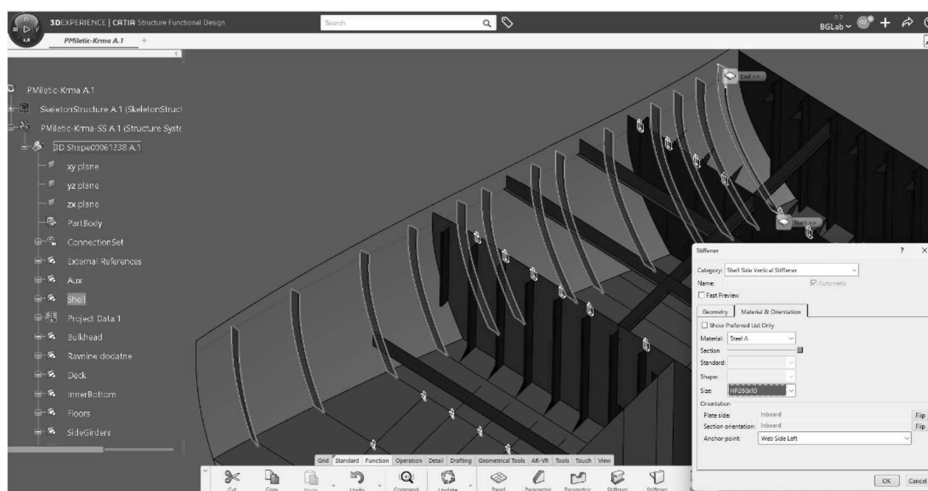 3DEXPERIENCE | CATIA Structure Functional Design
Search
BGLab
PMiletic-Krma A.1
PMiletic-Krma A.1
SkeletonStructure A.1 (SkeletonStruct
PMiletic-Krma-SS A.1 (Structure Syste
3D Shape00061338 A.1
xy plane
yz plane
zx plane
PartBody
ConnectionSet
External References
Aux
Shell
Project Data.1
Bulkhead
Ravnine dodatne
Deck
InnerBottom
Floors
SideGirders
End >>
Start >>
Stiffener
Category: Shell Side Vertical Stiffener
Name: Automatic
Fast Preview
Geometry Material & Orientation
Show Preferred List Only
Material: Steel A
Section
Standard:
Shape:
Size: HP260x10
Orientation
Plate side: Inboard Flip
Section orientation: Inboard Flip
Anchor point: Web Side Left
OK Cancel
Grid Standard Function Operation Detail Drafting Geometrical Tools AR-VR Tools Touch View
Cut Copy Paste Undo Command Update Panel Parametric Parametric Stiffener Stiffener